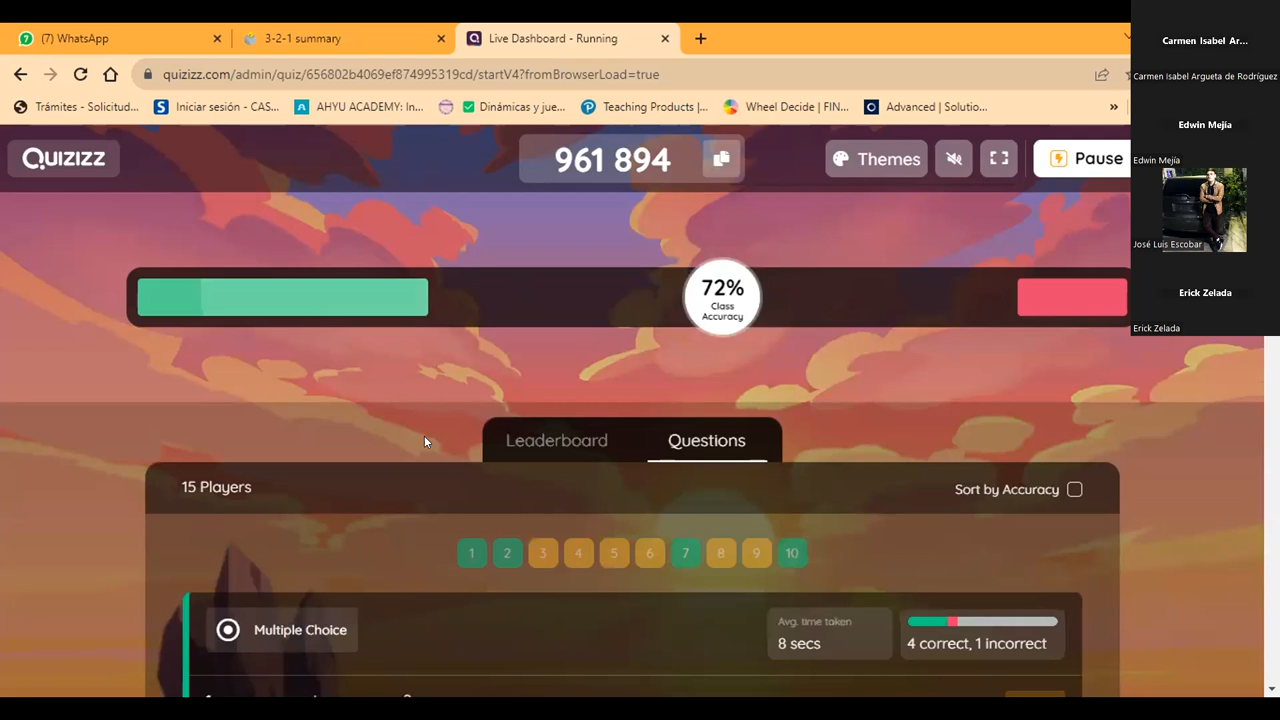 (7) WhatsApp
3-2-1 summary
Live Dashboard - Running
quizizz.com/admin/quiz/656802b4069ef874995319cd/startV4?fromBrowserLoad=true
Trámites - Solicitud...
Iniciar sesión - CAS...
AHYU ACADEMY: In...
Dinámicas y jue...
Teaching Products |...
Wheel Decide | FIN...
Advanced | Solutio...
»
Quizizz
961 894
Themes
Pause
72%
Class
Accuracy
Leaderboard
Questions
15 Players
Sort by Accuracy
1 2 3 4 5 6 7 8 9 10
Multiple Choice
Avg. time taken
8 secs
4 correct, 1 incorrect
Carmen Isabel Ar...
Carmen Isabel Argueta de Rodríguez
Edwin Mejía
Edwin Mejía
José Luis Escobar
Erick Zelada
Erick Zelada